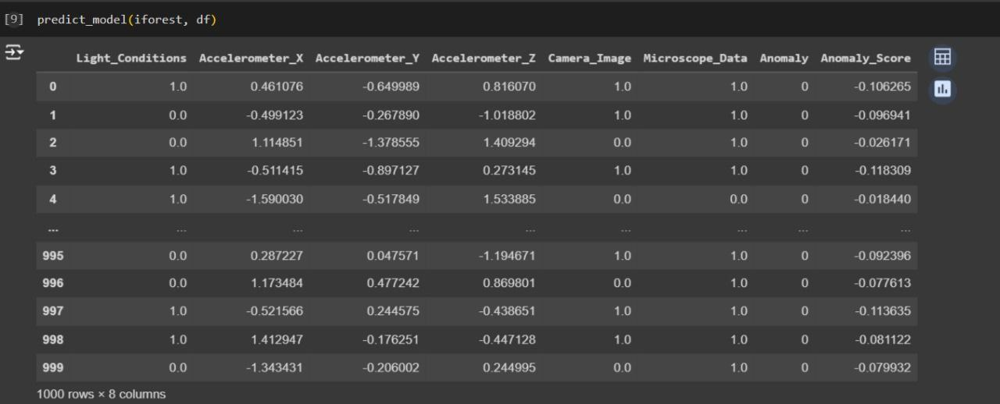 [9] predict_model(iforest, df)
Light_Conditions Accelerometer_X Accelerometer_Y Accelerometer_Z Camera_Image Microscope_Data Anomaly Anomaly_Score
0 1.0 0.461076 -0.649989 0.816070 1.0 1.0 0 -0.106265
1 0.0 -0.499123 -0.267890 -1.018802 1.0 1.0 0 -0.096941
2 0.0 1.114851 -1.378555 1.409294 0.0 1.0 0 -0.026171
3 1.0 -0.511415 -0.897127 0.273145 1.0 1.0 0 -0.118309
4 1.0 -1.590030 -0.517849 1.533885 0.0 0.0 0 -0.018440
... ... ... ... ... ... ... ... ...
995 0.0 0.287227 0.047571 -1.194671 1.0 1.0 0 -0.092396
996 0.0 1.173484 0.477242 0.869801 0.0 1.0 0 -0.077613
997 1.0 -0.521566 0.244575 -0.438651 1.0 1.0 0 -0.113635
998 1.0 1.412947 -0.176251 -0.447128 1.0 1.0 0 -0.081122
999 0.0 -1.343431 -0.206002 0.244995 0.0 1.0 0 -0.079932
1000 rows × 8 columns